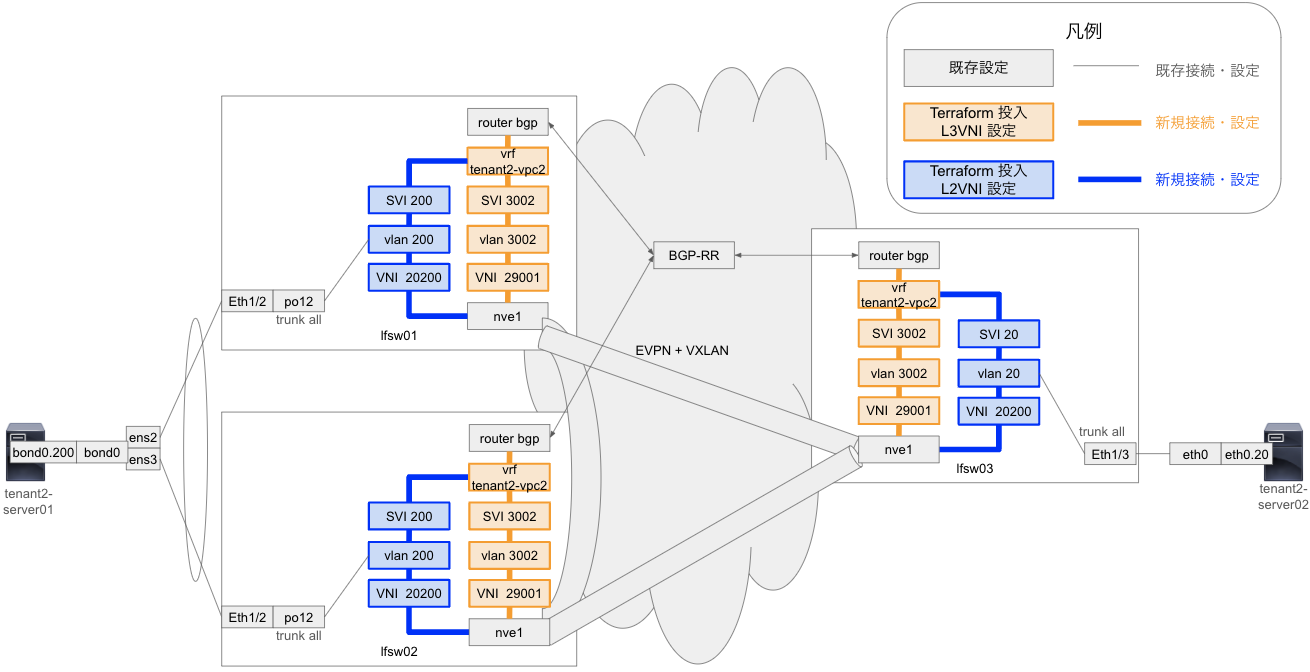 凡例
既存設定
既存接続・設定
Terraform 投入
L3VNI 設定
新規接続・設定
Terraform 投入
L2VNI 設定
新規接続・設定
router bgp
vrf
tenant2-vpc2
SVI 200
SVI 3002
vlan 200
vlan 3002
VNI 20200
VNI 29001
nve1
Eth1/2
po12
trunk all
lfsw01
BGP-RR
EVPN + VXLAN
router bgp
vrf
tenant2-vpc2
SVI 3002
SVI 20
vlan 3002
vlan 20
VNI 29001
VNI 20200
nve1
lfsw03
trunk all
Eth1/3
eth0
eth0.20
tenant2-
server02
bond0.200
bond0
ens2
ens3
tenant2-
server01
router bgp
vrf
tenant2-vpc2
SVI 200
SVI 3002
vlan 200
vlan 3002
VNI 20200
VNI 29001
nve1
Eth1/2
po12
trunk all
lfsw02